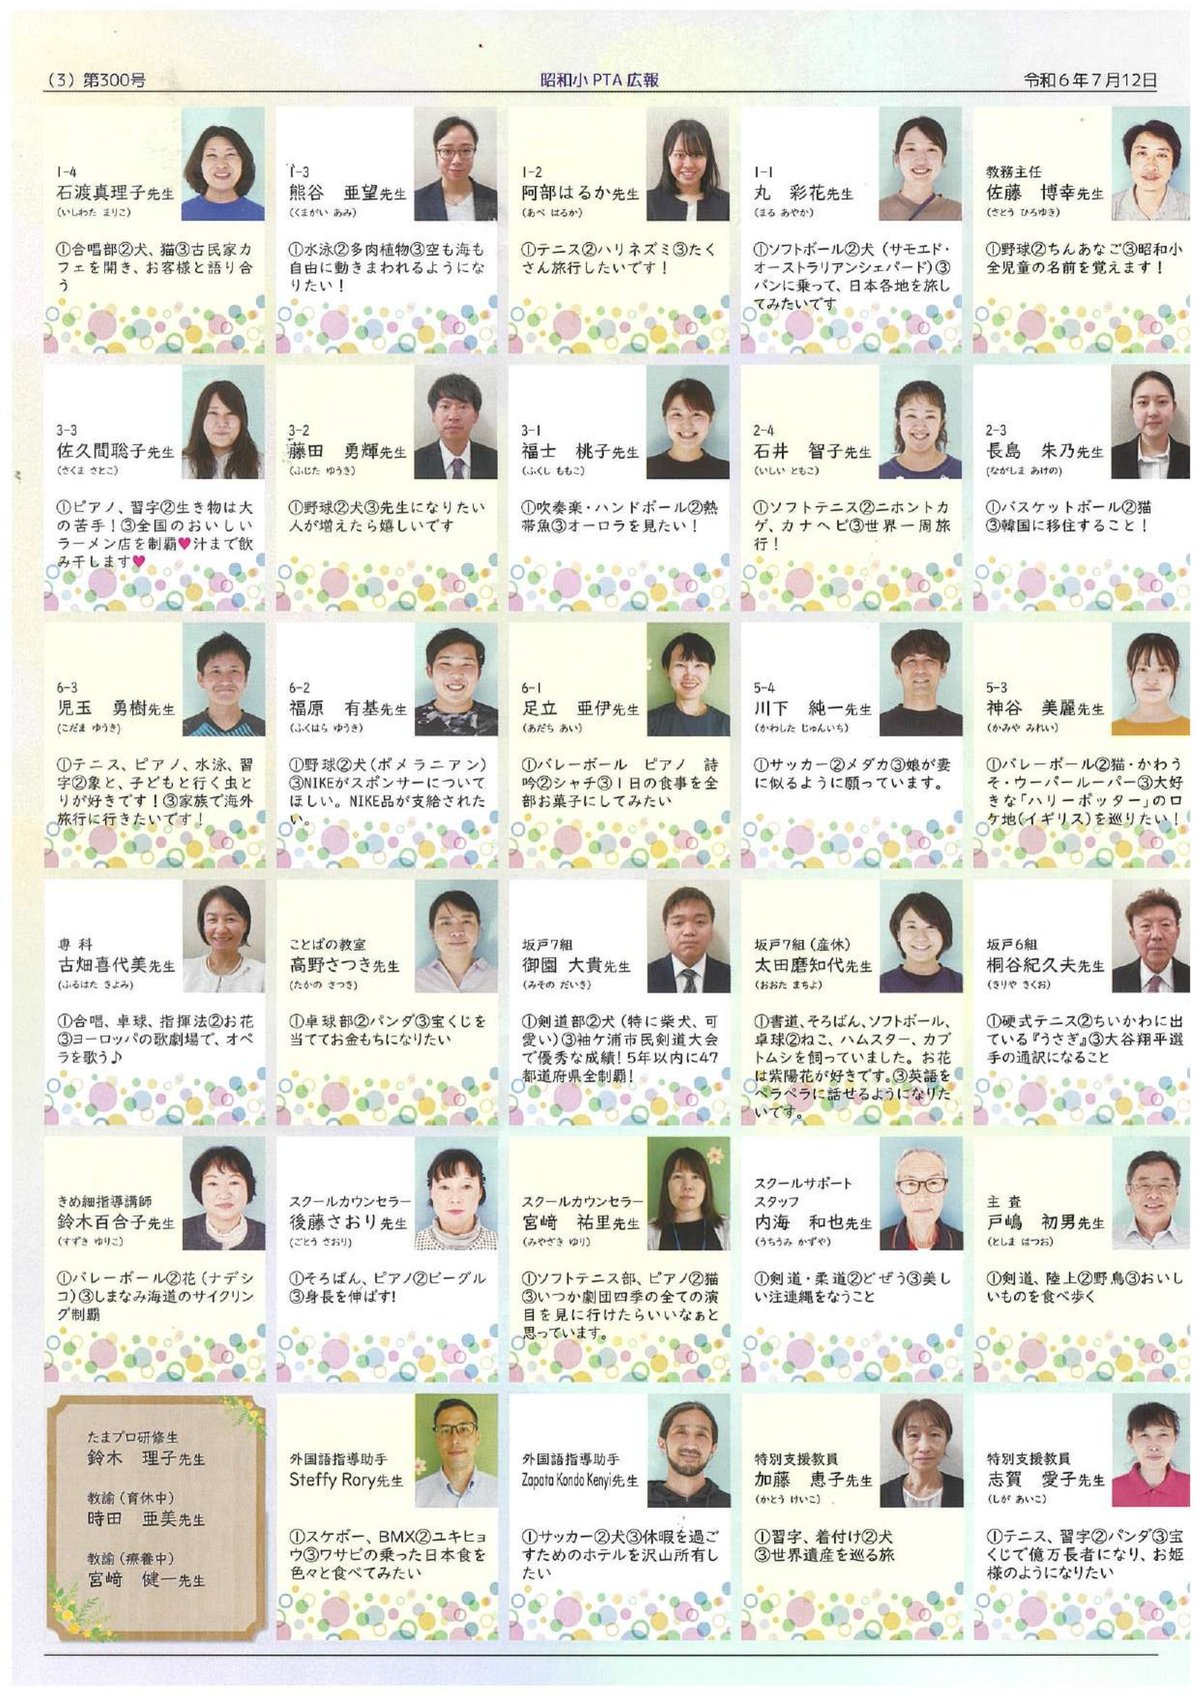 (3) 第300号
昭和小 PTA 広報
令和6年7月12日
1-4
石渡真理子先生
(いしわた まりこ)
①合唱部②犬、猫③古民家カ
フェを開き、お客様と語り合
う
1-3
熊谷 亜望先生
(くまがい あみ)
①水泳②多肉植物③空も海も
自由に動きまわれるようにな
りたい！
1-2
阿部はるか先生
(あべ はるか)
①テニス②ハリネズミ③たく
さん旅行したいです！
1-1
丸 彩花先生
(まる あやか)
①ソフトボール②犬（サモエド・
オーストラリアンシェパード）③
バンに乗って、日本各地を旅し
てみたいです
教務主任
佐藤 博幸先生
(さとう ひろゆき)
①野球②ちんあなご③昭和小
全児童の名前を覚えます！
3-3
佐久間聡子先生
(さくま さとこ)
①ピアノ、習字②生き物は大
の苦手！③全国のおいしい
ラーメン店を制覇♥汁まで飲
み干します♥
3-2
藤田 勇輝先生
(ふじた ゆうき)
①野球②犬③先生になりたい
人が増えたら嬉しいです
3-1
福士 桃子先生
(ふくし ももこ)
①吹奏楽・ハンドボール②熱
帯魚③オーロラを見たい！
2-4
石井 智子先生
(いしい ともこ)
①ソフトテニス②ニホントカ
ゲ、カナヘビ③世界一周旅
行！
2-3
長島 朱乃先生
(ながしま あけの)
①バスケットボール②猫
③韓国に移住すること！
6-3
児玉 勇樹先生
(こだま ゆうき)
①テニス、ピアノ、水泳、習
字②象と、子どもと行く虫と
りが好きです！③家族で海外
旅行に行きたいです！
6-2
福原 有基先生
(ふくはら ゆうき)
①野球②犬（ポメラニアン）
③NIKEがスポンサーについて
ほしい。NIKE品が支給された
い。
6-1
足立 亜伊先生
(あだち あい)
①バレーボール ピアノ 詩
吟②シャチ③１日の食事を全
部お菓子にしてみたい
5-4
川下 純一先生
(かわした じゅんいち)
①サッカー②メダカ③娘が妻
に似るように願っています。
5-3
神谷 美麗先生
(かみや みれい)
①バレーボール②猫・かわう
そ・ウーパールーパー③大好
きな「ハリーポッター」のロ
ケ地（イギリス）を巡りたい！
専 科
古畑喜代美先生
(ふるはた きよみ)
①合唱、卓球、指揮法②お花
③ヨーロッパの歌劇場で、オペ
ラを歌う♪
ことばの教室
高野さつき先生
(たかの さつき)
①卓球部②パンダ③宝くじを
当ててお金もちになりたい
坂戸7組
御園 大貴先生
(みその だいき)
①剣道部②犬（特に柴犬、可
愛い）③袖ケ浦市民剣道大会
で優秀な成績！5年以内に47
都道府県全制覇！
坂戸7組（産休）
太田磨知代先生
(おおた まちよ)
①書道、そろばん、ソフトボール、
卓球②ねこ、ハムスター、カブ
トムシを飼っていました。お花
は紫陽花が好きです。③英語を
ペラペラに話せるようになりた
いです。
坂戸6組
桐谷紀久夫先生
(きりや きくお)
①硬式テニス②ちいかわに出
ている『うさぎ』③大谷翔平選
手の通訳になること
きめ細指導講師
鈴木百合子先生
(すずき ゆりこ)
①バレーボール②花（ナデシ
コ）③しまなみ海道のサイクリン
グ制覇
スクールカウンセラー
後藤さおり先生
(ごとう さおり)
①そろばん、ピアノ②ビーグル
③身長を伸ばす!
スクールカウンセラー
宮﨑 祐里先生
(みやざき ゆり)
①ソフトテニス部、ピアノ②猫
③いつか劇団四季の全ての演
目を見に行けたらいいなぁと
思っています。
スクールサポート
スタッフ
内海 和也先生
(うちうみ かずや)
①剣道・柔道②どぜう③美し
い注連縄をなうこと
主 査
戸嶋 初男先生
(としま はつお)
①剣道、陸上②野鳥③おいし
いものを食べ歩く
たまプロ研修生
鈴木 理子先生
教諭（育休中）
時田 亜美先生
教諭（療養中）
宮﨑 健一先生
外国語指導助手
Steffy Rory先生
①スケボー、BMX②ユキヒョ
ウ③ワサビの乗った日本食を
色々と食べてみたい
外国語指導助手
Zapata Kondo Kenyi先生
①サッカー②犬③休暇を過ご
すためのホテルを沢山所有し
たい
特別支援教員
加藤 恵子先生
(かとう けいこ)
①習字、着付け②犬
③世界遺産を巡る旅
特別支援教員
志賀 愛子先生
(しが あいこ)
①テニス、習字②パンダ③宝
くじで億万長者になり、お姫
様のようになりたい